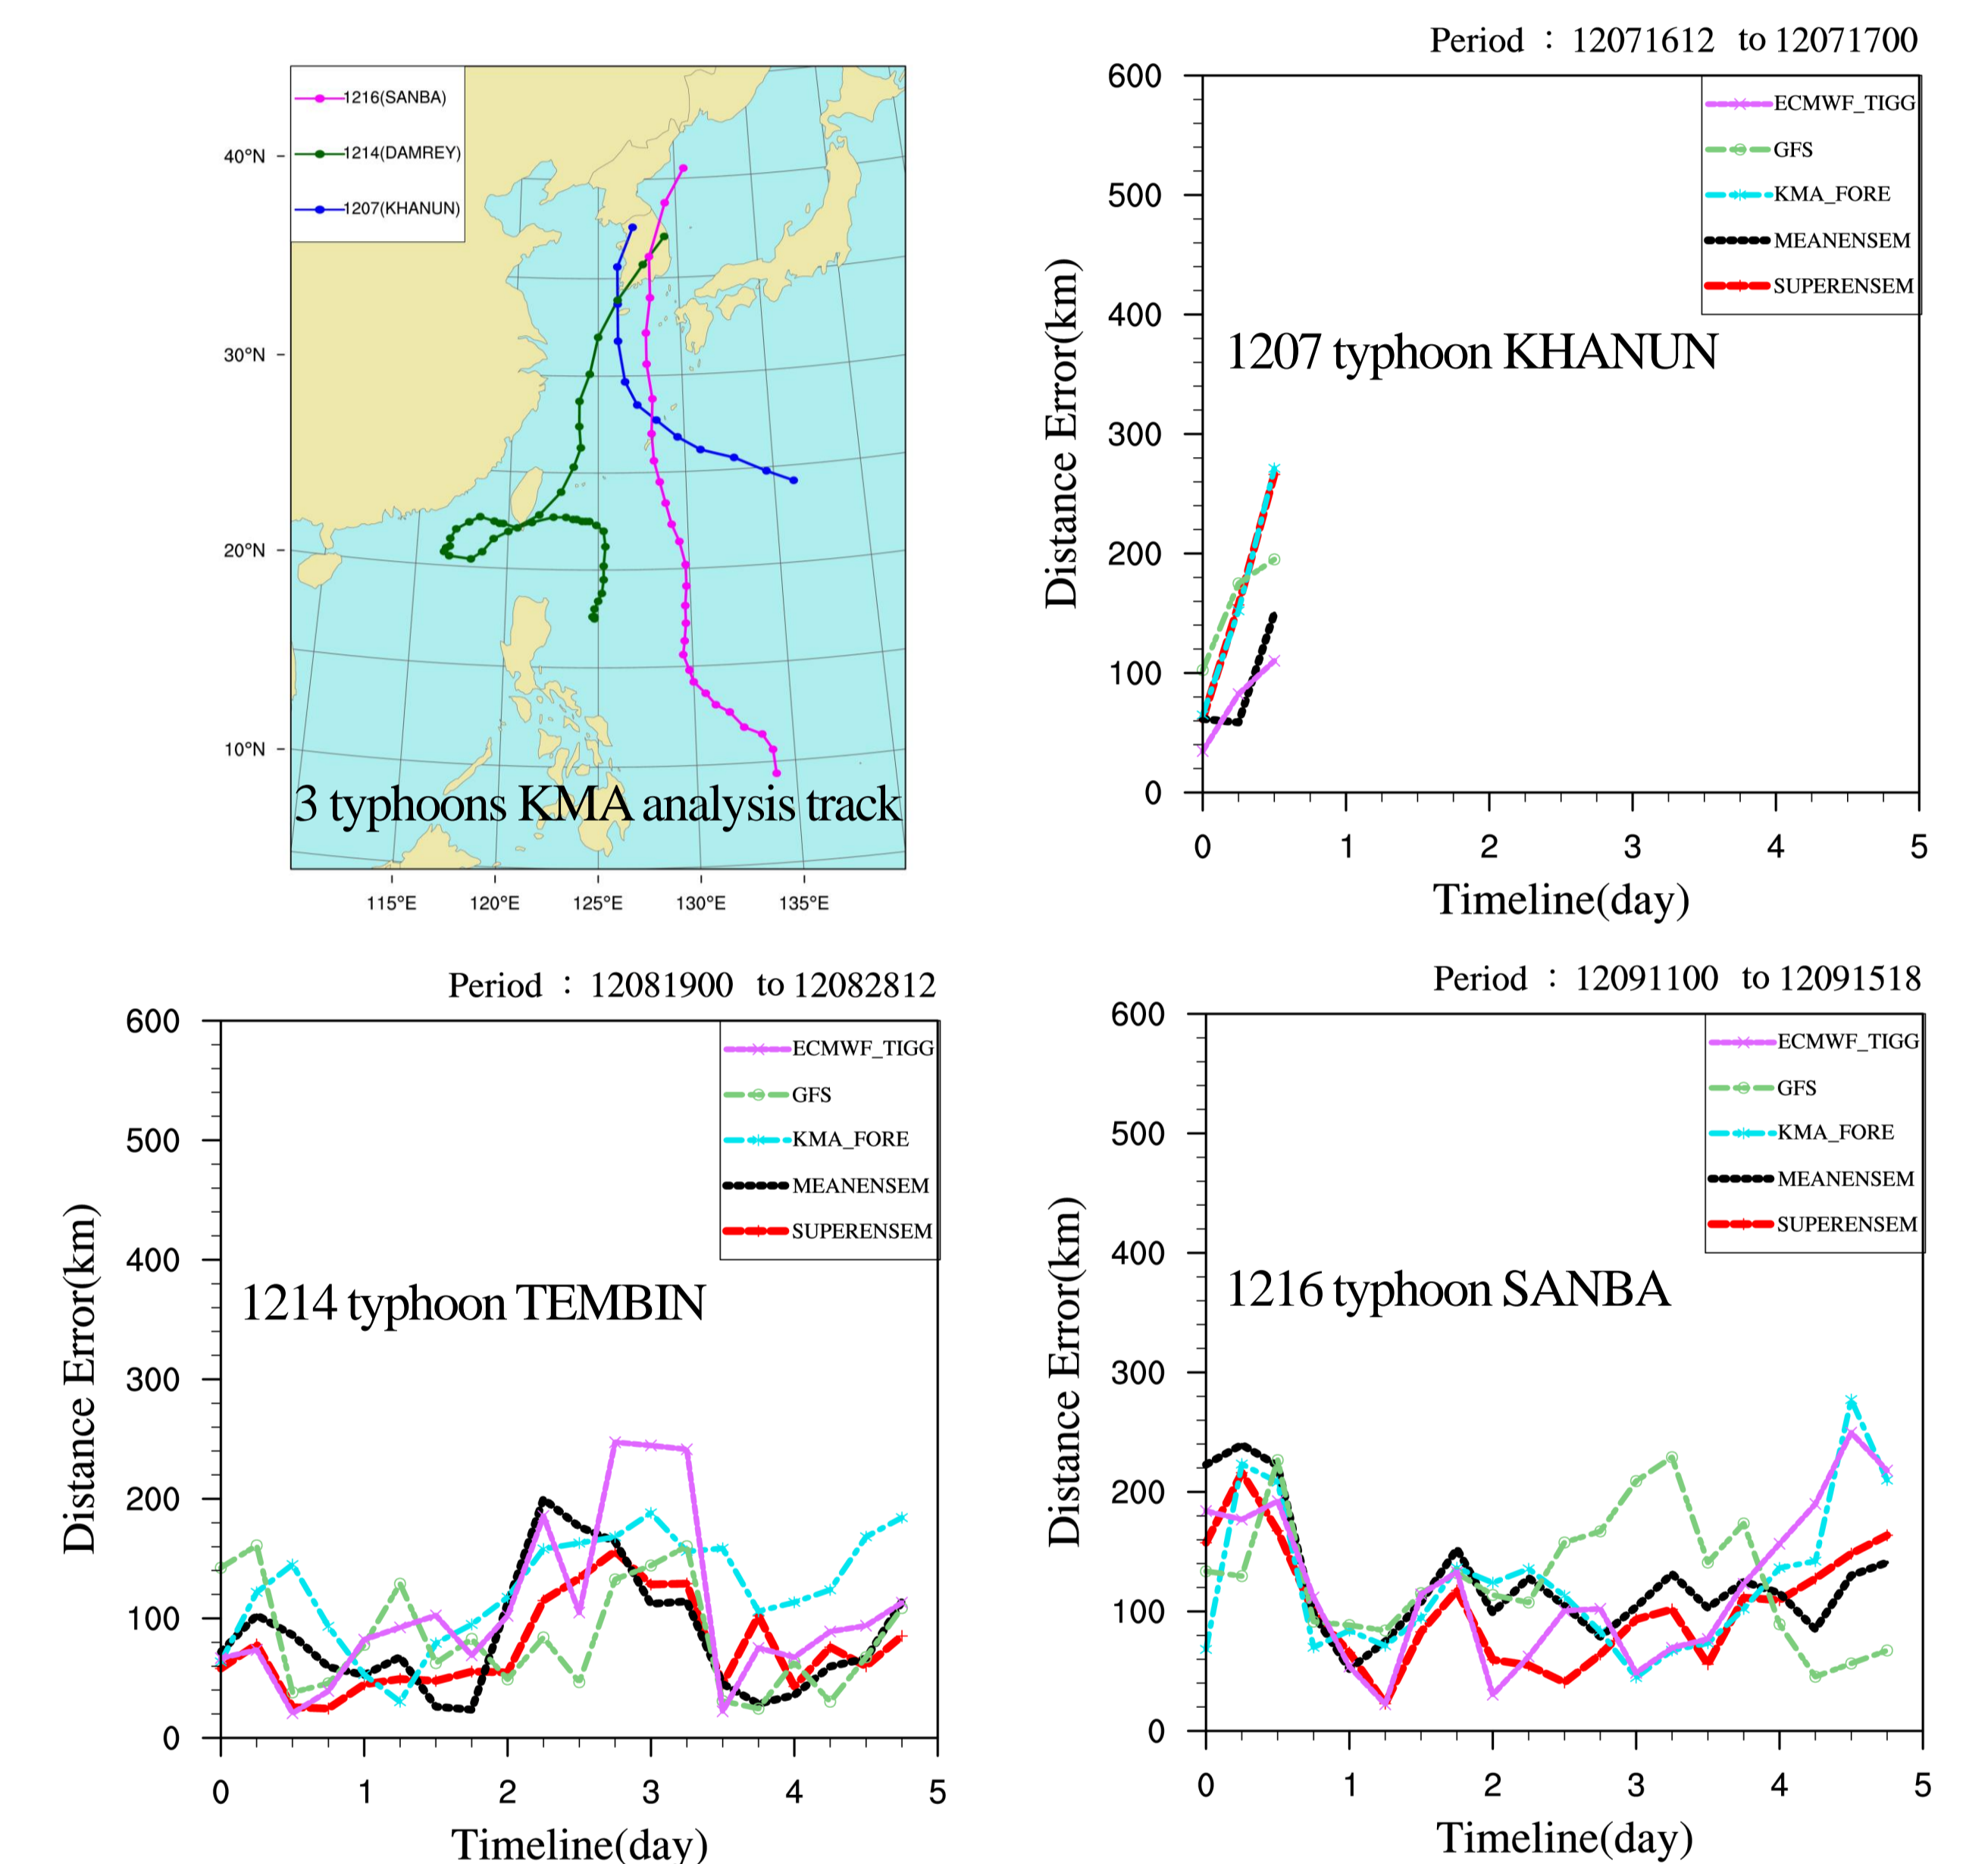 1216(SANBA)
1214(DAMREY)
1207(KHANUN)
40°N
30°N
20°N
10°N
3 typhoons KMA analysis track
115°E 120°E 125°E 130°E 135°E
Period : 12071612 to 12071700
600
500
400
300
200
100
0
Distance Error(km)
ECMWF_TIGG
GFS
KMA_FORE
MEANENSEM
SUPERENSEM
1207 typhoon KHANUN
0 1 2 3 4 5
Timeline(day)
Period : 12081900 to 12082812
600
500
400
300
200
100
0
Distance Error(km)
ECMWF_TIGG
GFS
KMA_FORE
MEANENSEM
SUPERENSEM
1214 typhoon TEMBIN
0 1 2 3 4 5
Timeline(day)
Period : 12091100 to 12091518
600
500
400
300
200
100
0
Distance Error(km)
ECMWF_TIGG
GFS
KMA_FORE
MEANENSEM
SUPERENSEM
1216 typhoon SANBA
0 1 2 3 4 5
Timeline(day)